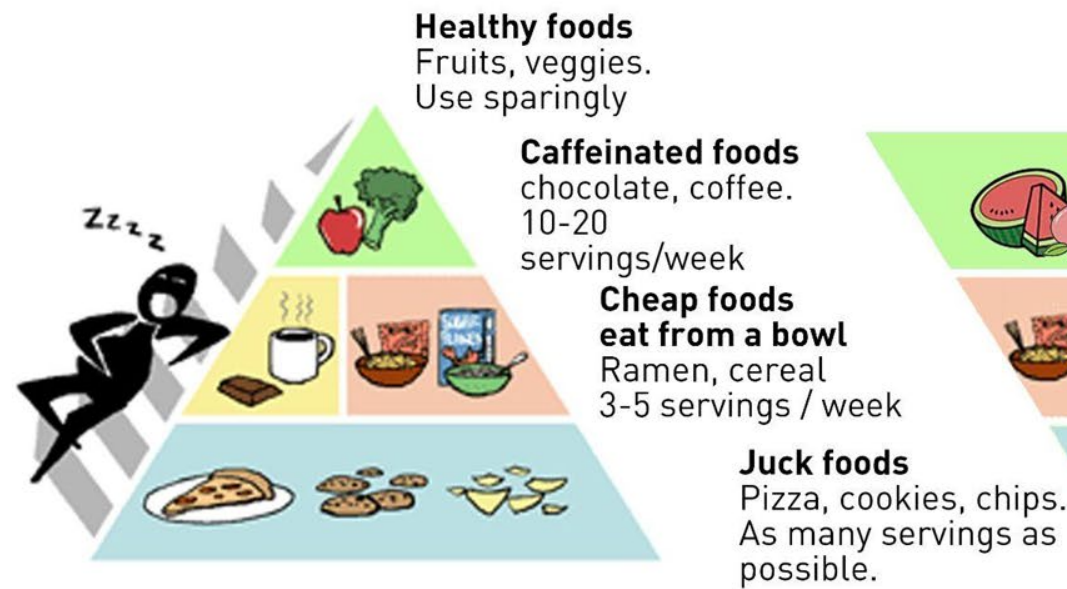 Healthy foods
Fruits, veggies.
Use sparingly
Caffeinated foods
chocolate, coffee.
10-20
servings/week
Cheap foods
eat from a bowl
Ramen, cereal
3-5 servings / week
Juck foods
Pizza, cookies, chips.
As many servings as
possible.
zzzz